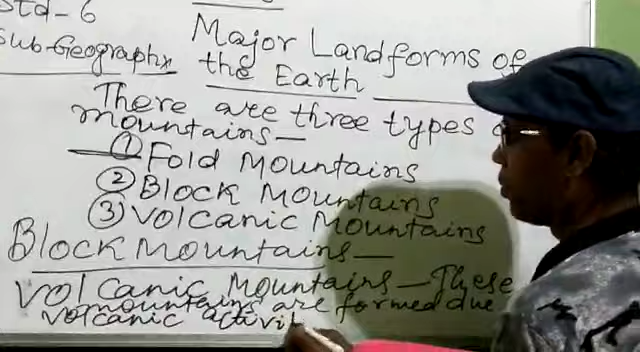 Std-6
Sub-Geography
Major Landforms of
the Earth
There are three types
mountains—
① Fold Mountains
② Block Mountains
③ Volcanic Mountains
Block Mountains—
Volcanic Mountains—These
mountains are formed due
volcanic activi